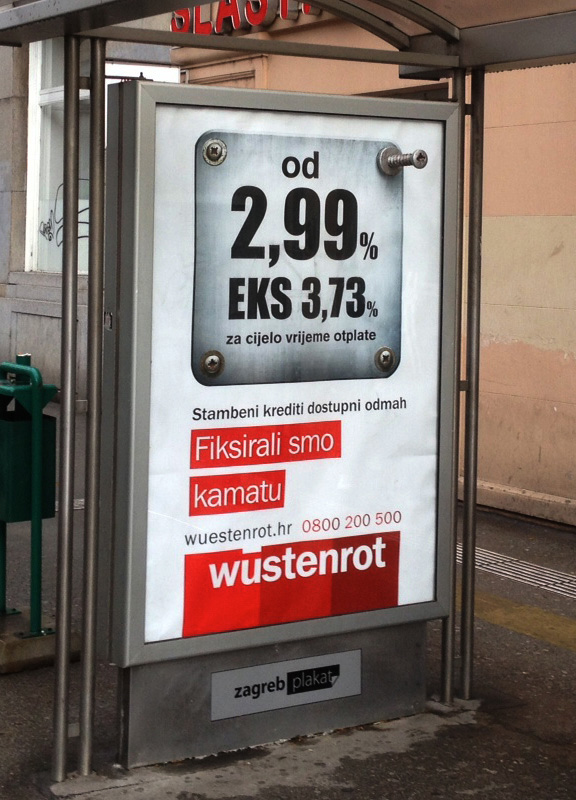 od
2,99%
EKS 3,73%
za cijelo vrijeme otplate
Stambeni krediti dostupni odmah
Fiksirali smo
kamatu
wuestenrot.hr 0800 200 500
wustenrot
zagreb plakat